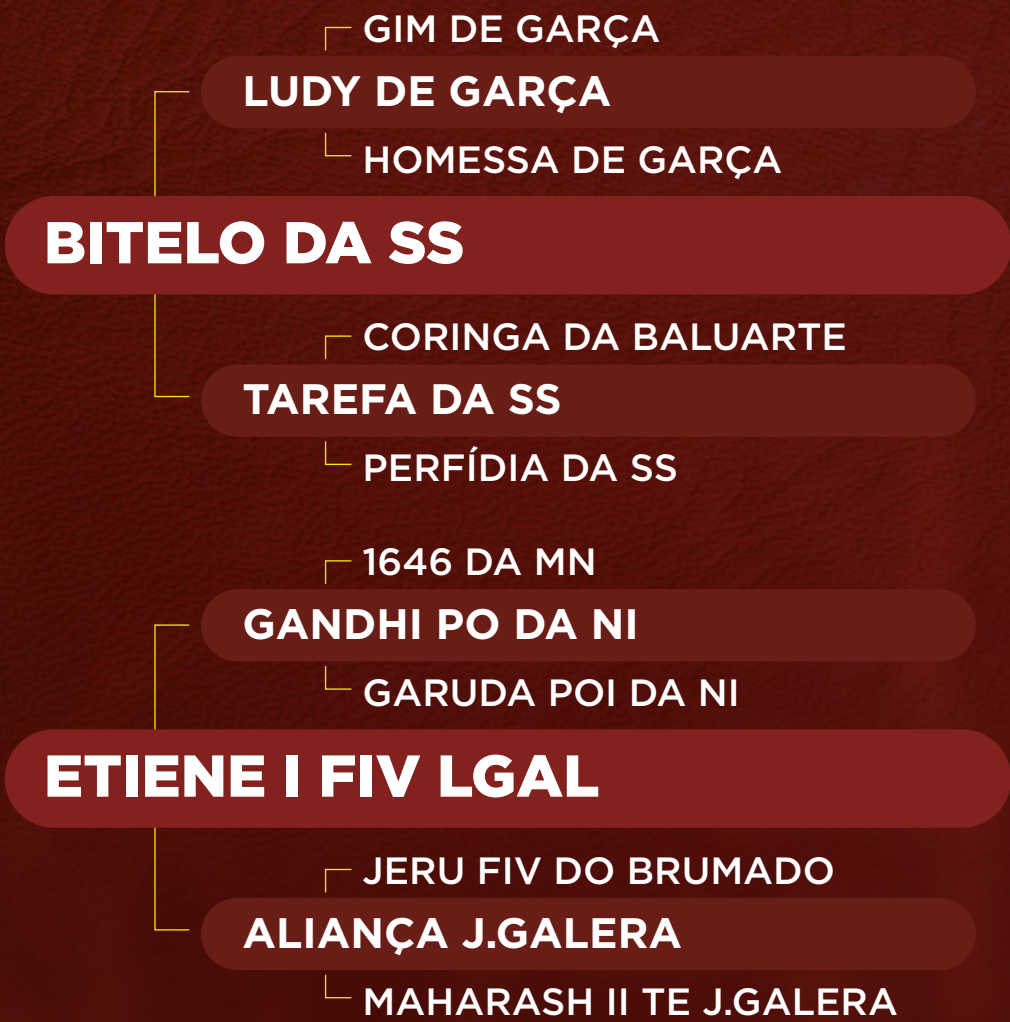 GIM DE GARÇA
LUDY DE GARÇA
HOMESSA DE GARÇA
BITELO DA SS
CORINGA DA BALUARTE
TAREFA DA SS
PERFÍDIA DA SS
1646 DA MN
GANDHI PO DA NI
GARUDA POI DA NI
ETIENE I FIV LGAL
JERU FIV DO BRUMADO
ALIANÇA J.GALERA
MAHARASH II TE J.GALERA